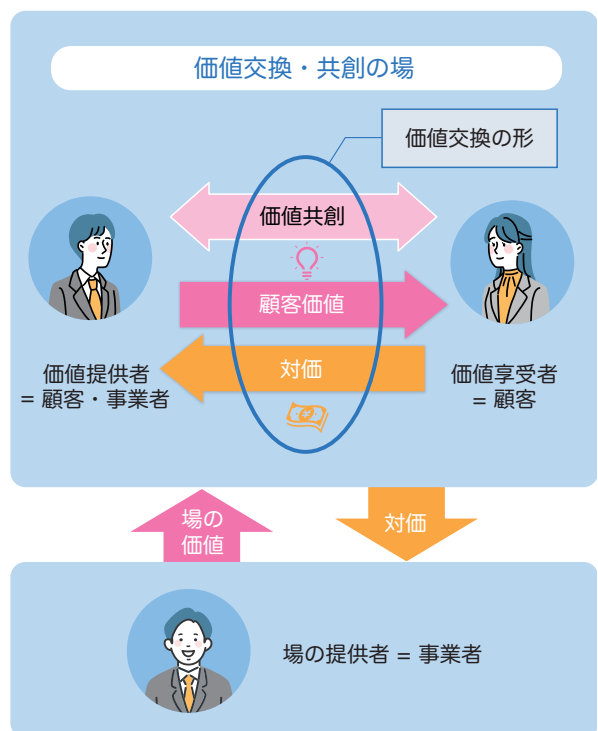 価値交換・共創の場
価値交換の形
価値共創
顧客価値
対価
価値提供者
= 顧客・事業者
価値享受者
= 顧客
場の
価値
対価
場の提供者 = 事業者